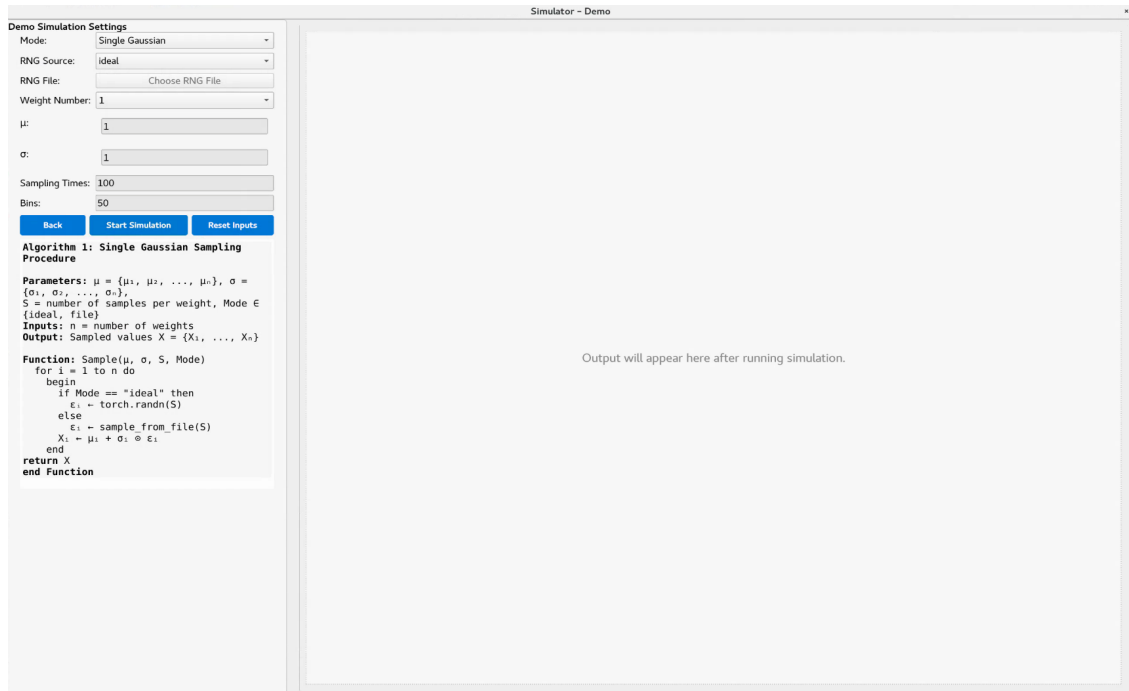 Simulator – Demo
×
Demo Simulation Settings
Mode: Single Gaussian
RNG Source: ideal
RNG File: Choose RNG File
Weight Number: 1
μ: 1
σ: 1
Sampling Times: 100
Bins: 50
Back Start Simulation Reset Inputs
Algorithm 1: Single Gaussian Sampling
Procedure
Parameters: μ = {μ₁, μ₂, ..., μₙ}, σ =
{σ₁, σ₂, ..., σₙ},
S = number of samples per weight, Mode ∈
{ideal, file}
Inputs: n = number of weights
Output: Sampled values X = {X₁, ..., Xₙ}
Function: Sample(μ, σ, S, Mode)
for i = 1 to n do
begin
if Mode == "ideal" then
εᵢ ← torch.randn(S)
else
εᵢ ← sample_from_file(S)
Xᵢ ← μᵢ + σᵢ ⊙ εᵢ
end
return X
end Function
Output will appear here after running simulation.